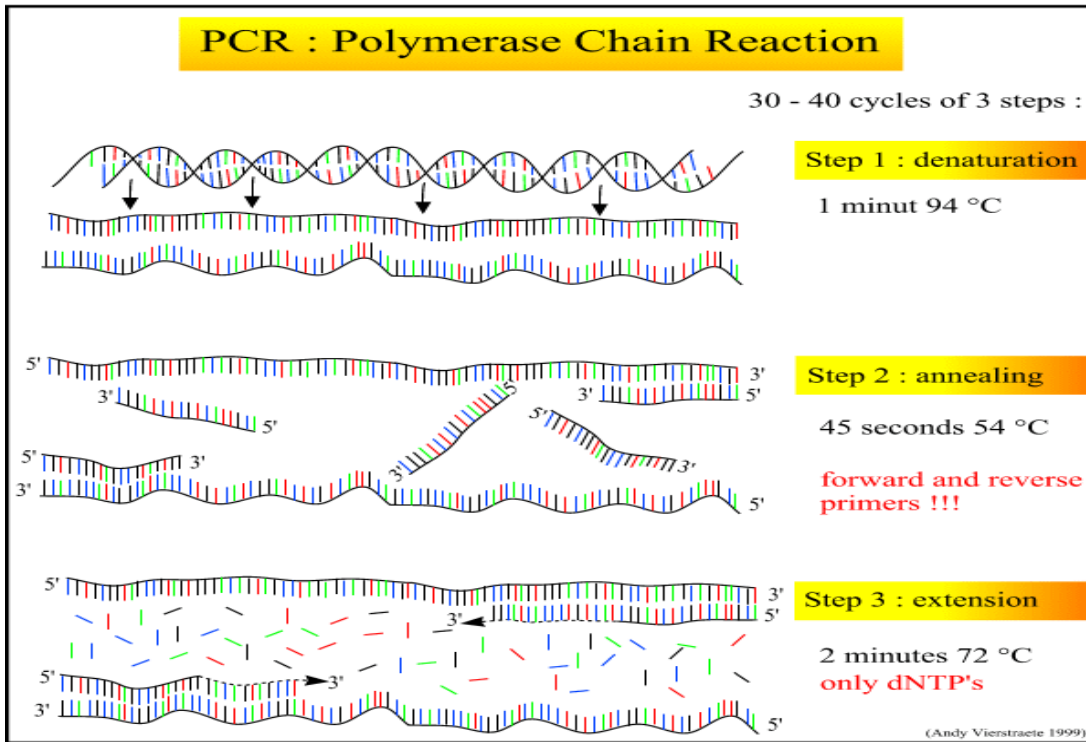 PCR : Polymerase Chain Reaction
30 - 40 cycles of 3 steps :
Step 1 : denaturation
1 minut 94 °C
5'
3'
Step 2 : annealing
3'
5'
5'
3'
5'
45 seconds 54 °C
5'
3'
3'
3'
3'
5'
forward and reverse
primers !!!
5'
3'
Step 3 : extension
3'
5'
2 minutes 72 °C
only dNTP's
5'
3'
3'
5'
(Andy Vierstraete 1999)